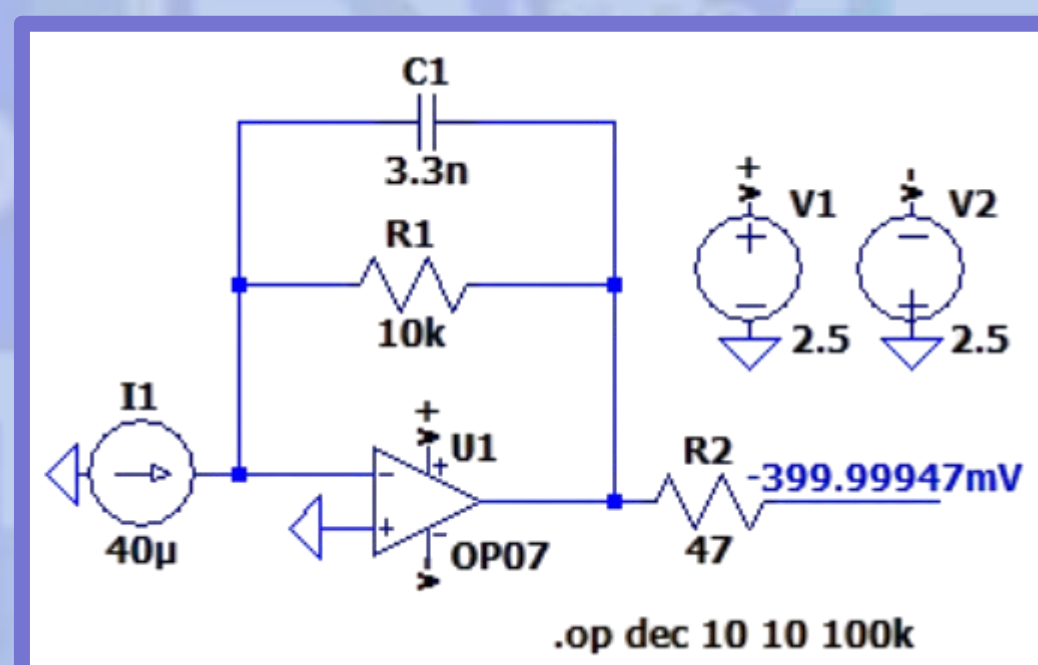 C1
3.3n
R1
10k
I1
40µ
V+
+
U1
-
+
-
V-
OP07
R2
-399.99947mV
47
V+
V1
+
-
2.5
V-
V2
-
+
2.5
.op dec 10 10 100k